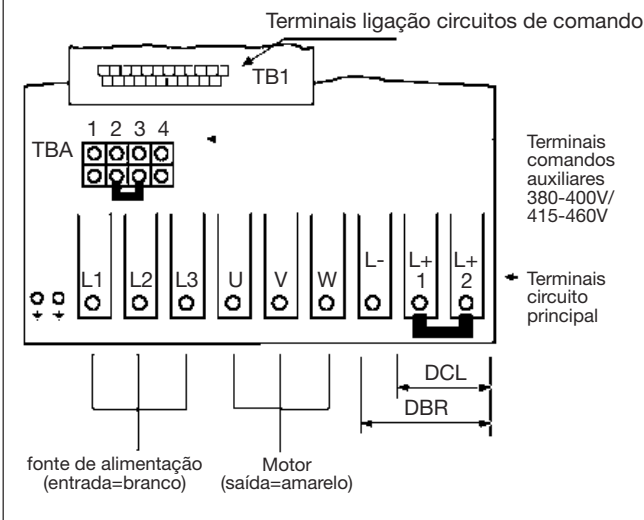 Terminais ligação circuitos de comando
TB1
1 2 3 4
TBA
Terminais
comandos
auxiliares
380-400V/
415-460V
L1 L2 L3 U V W L- L+ 1 L+ 2
Terminais
circuito
principal
DCL
DBR
fonte de alimentação
(entrada=branco)
Motor
(saída=amarelo)